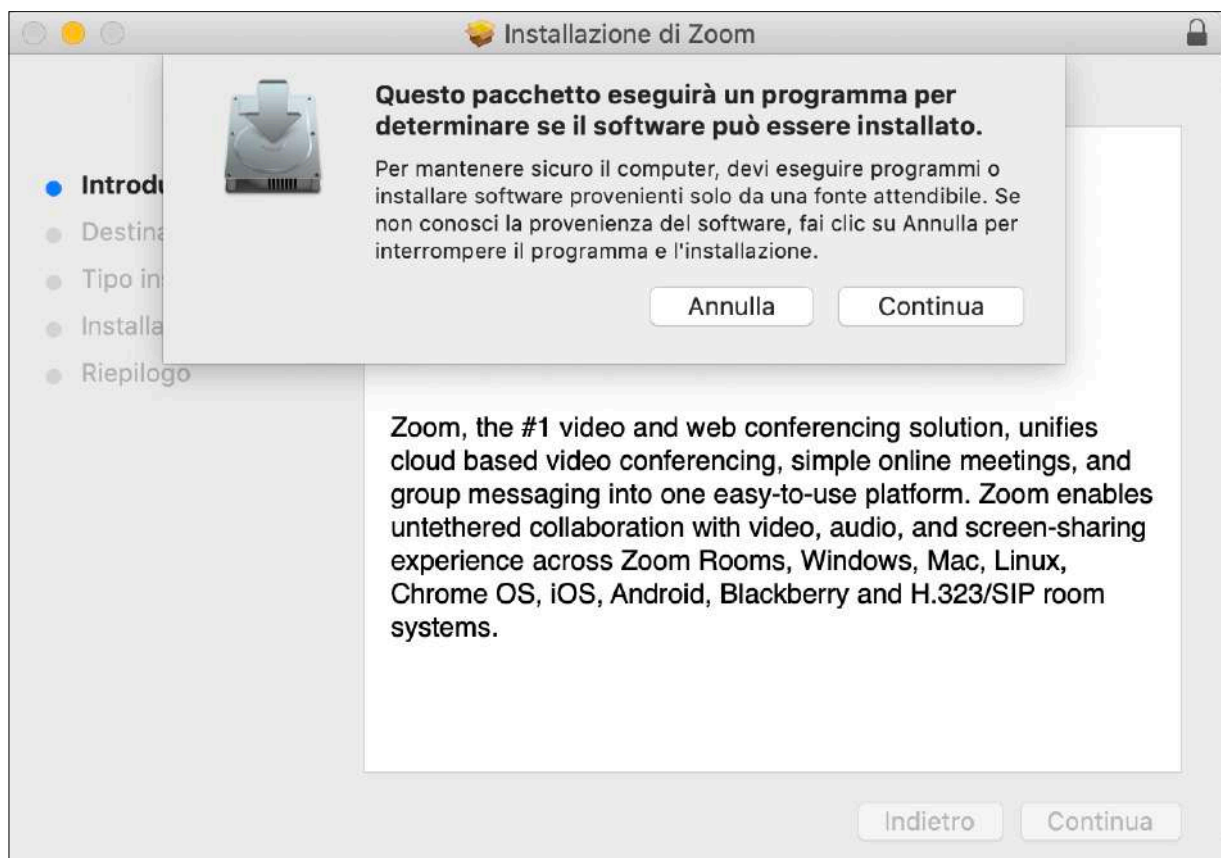 Installazione di Zoom
Questo pacchetto eseguirà un programma per
determinare se il software può essere installato.
Per mantenere sicuro il computer, devi eseguire programmi o
installare software provenienti solo da una fonte attendibile. Se
non conosci la provenienza del software, fai clic su Annulla per
interrompere il programma e l'installazione.
Annulla
Continua
Riepilogo
Zoom, the #1 video and web conferencing solution, unifies
cloud based video conferencing, simple online meetings, and
group messaging into one easy-to-use platform. Zoom enables
untethered collaboration with video, audio, and screen-sharing
experience across Zoom Rooms, Windows, Mac, Linux,
Chrome OS, iOS, Android, Blackberry and H.323/SIP room
systems.
Indietro
Continua